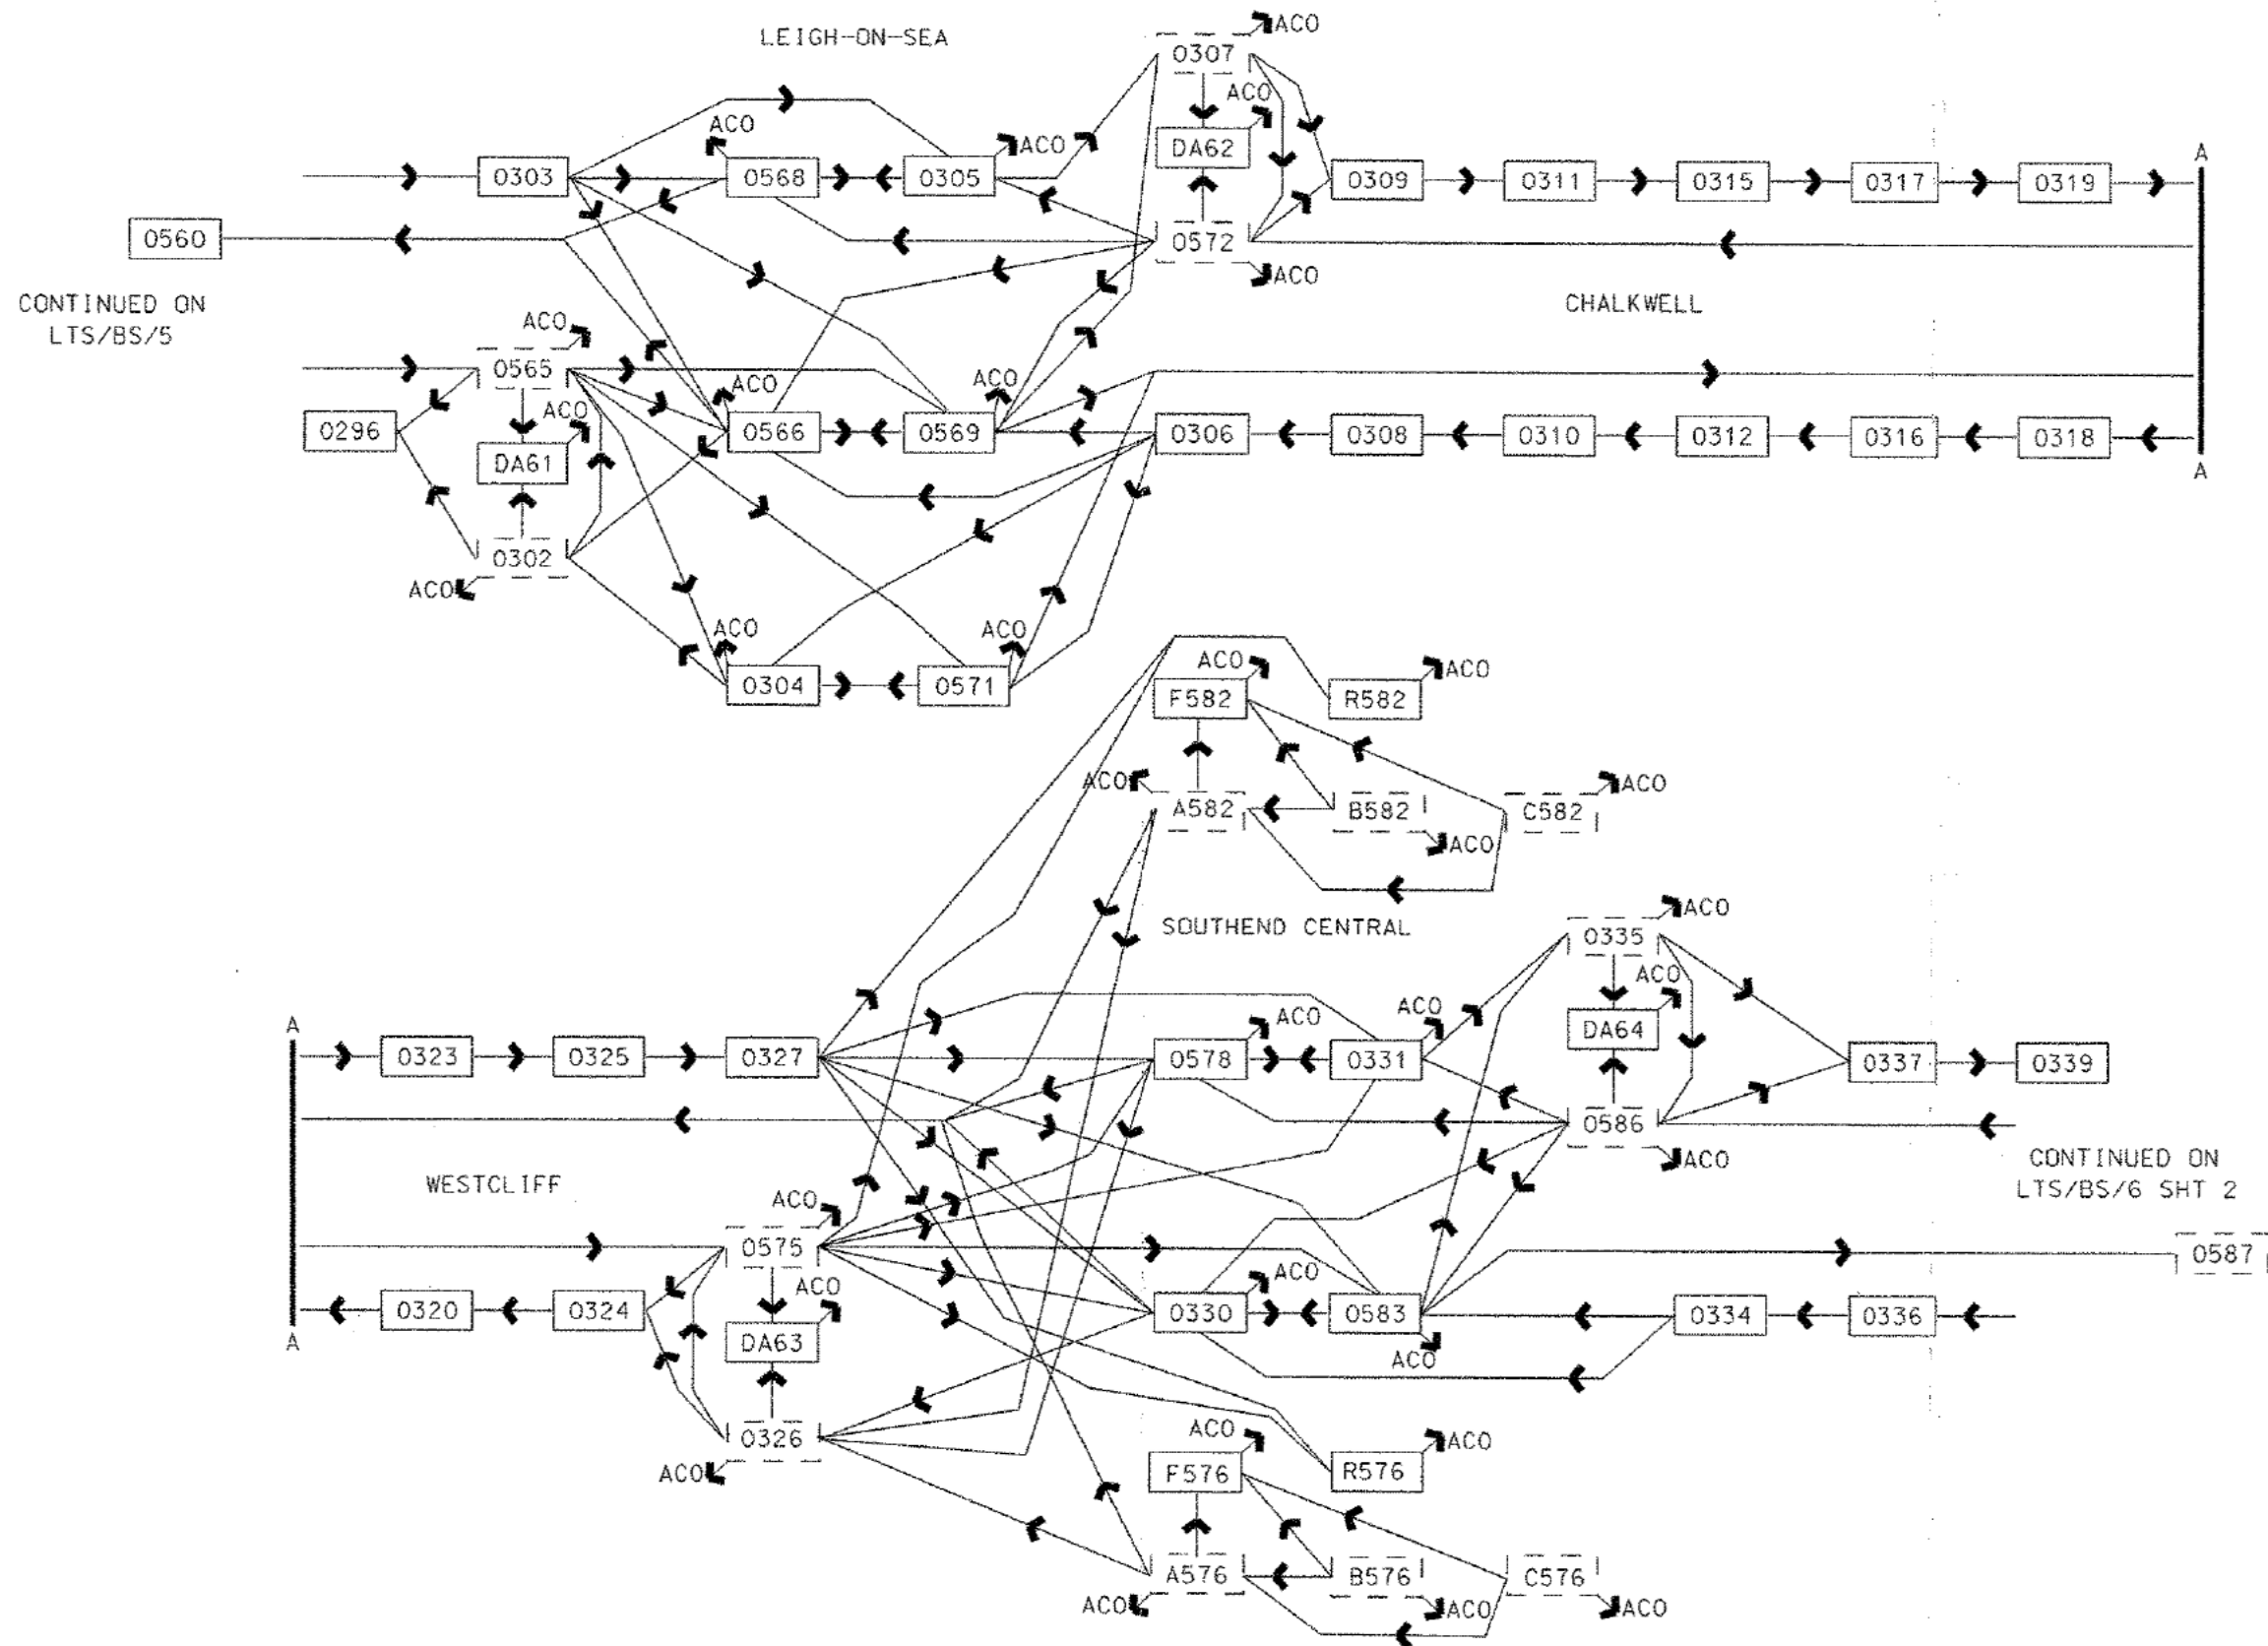 LEIGH-ON-SEA
ACO
0307
ACO
DA62
ACO
ACO
0303
0568
0305
0309
0311
0315
0317
0319
A
0560
0572
ACO
CONTINUED ON
LTS/BS/5
CHALKWELL
ACO
0565
ACO
ACO
ACO
0296
DA61
0566
0569
0306
0308
0310
0312
0316
0318
A
0302
ACO
ACO
ACO
0304
0571
ACO
F582
R582
ACO
ACO
A582
B582
C582
ACO
ACO
SOUTHEND CENTRAL
ACO
0335
ACO
DA64
A
0323
0325
0327
0578
ACO
0331
ACO
0337
0339
0586
ACO
WESTCLIFF
CONTINUED ON
LTS/BS/6 SHT 2
ACO
0575
0587
A
0320
0324
ACO
DA63
0330
ACO
0583
ACO
0334
0336
0326
ACO
ACO
F576
R576
ACO
A576
B576
C576
ACO
ACO
ACO